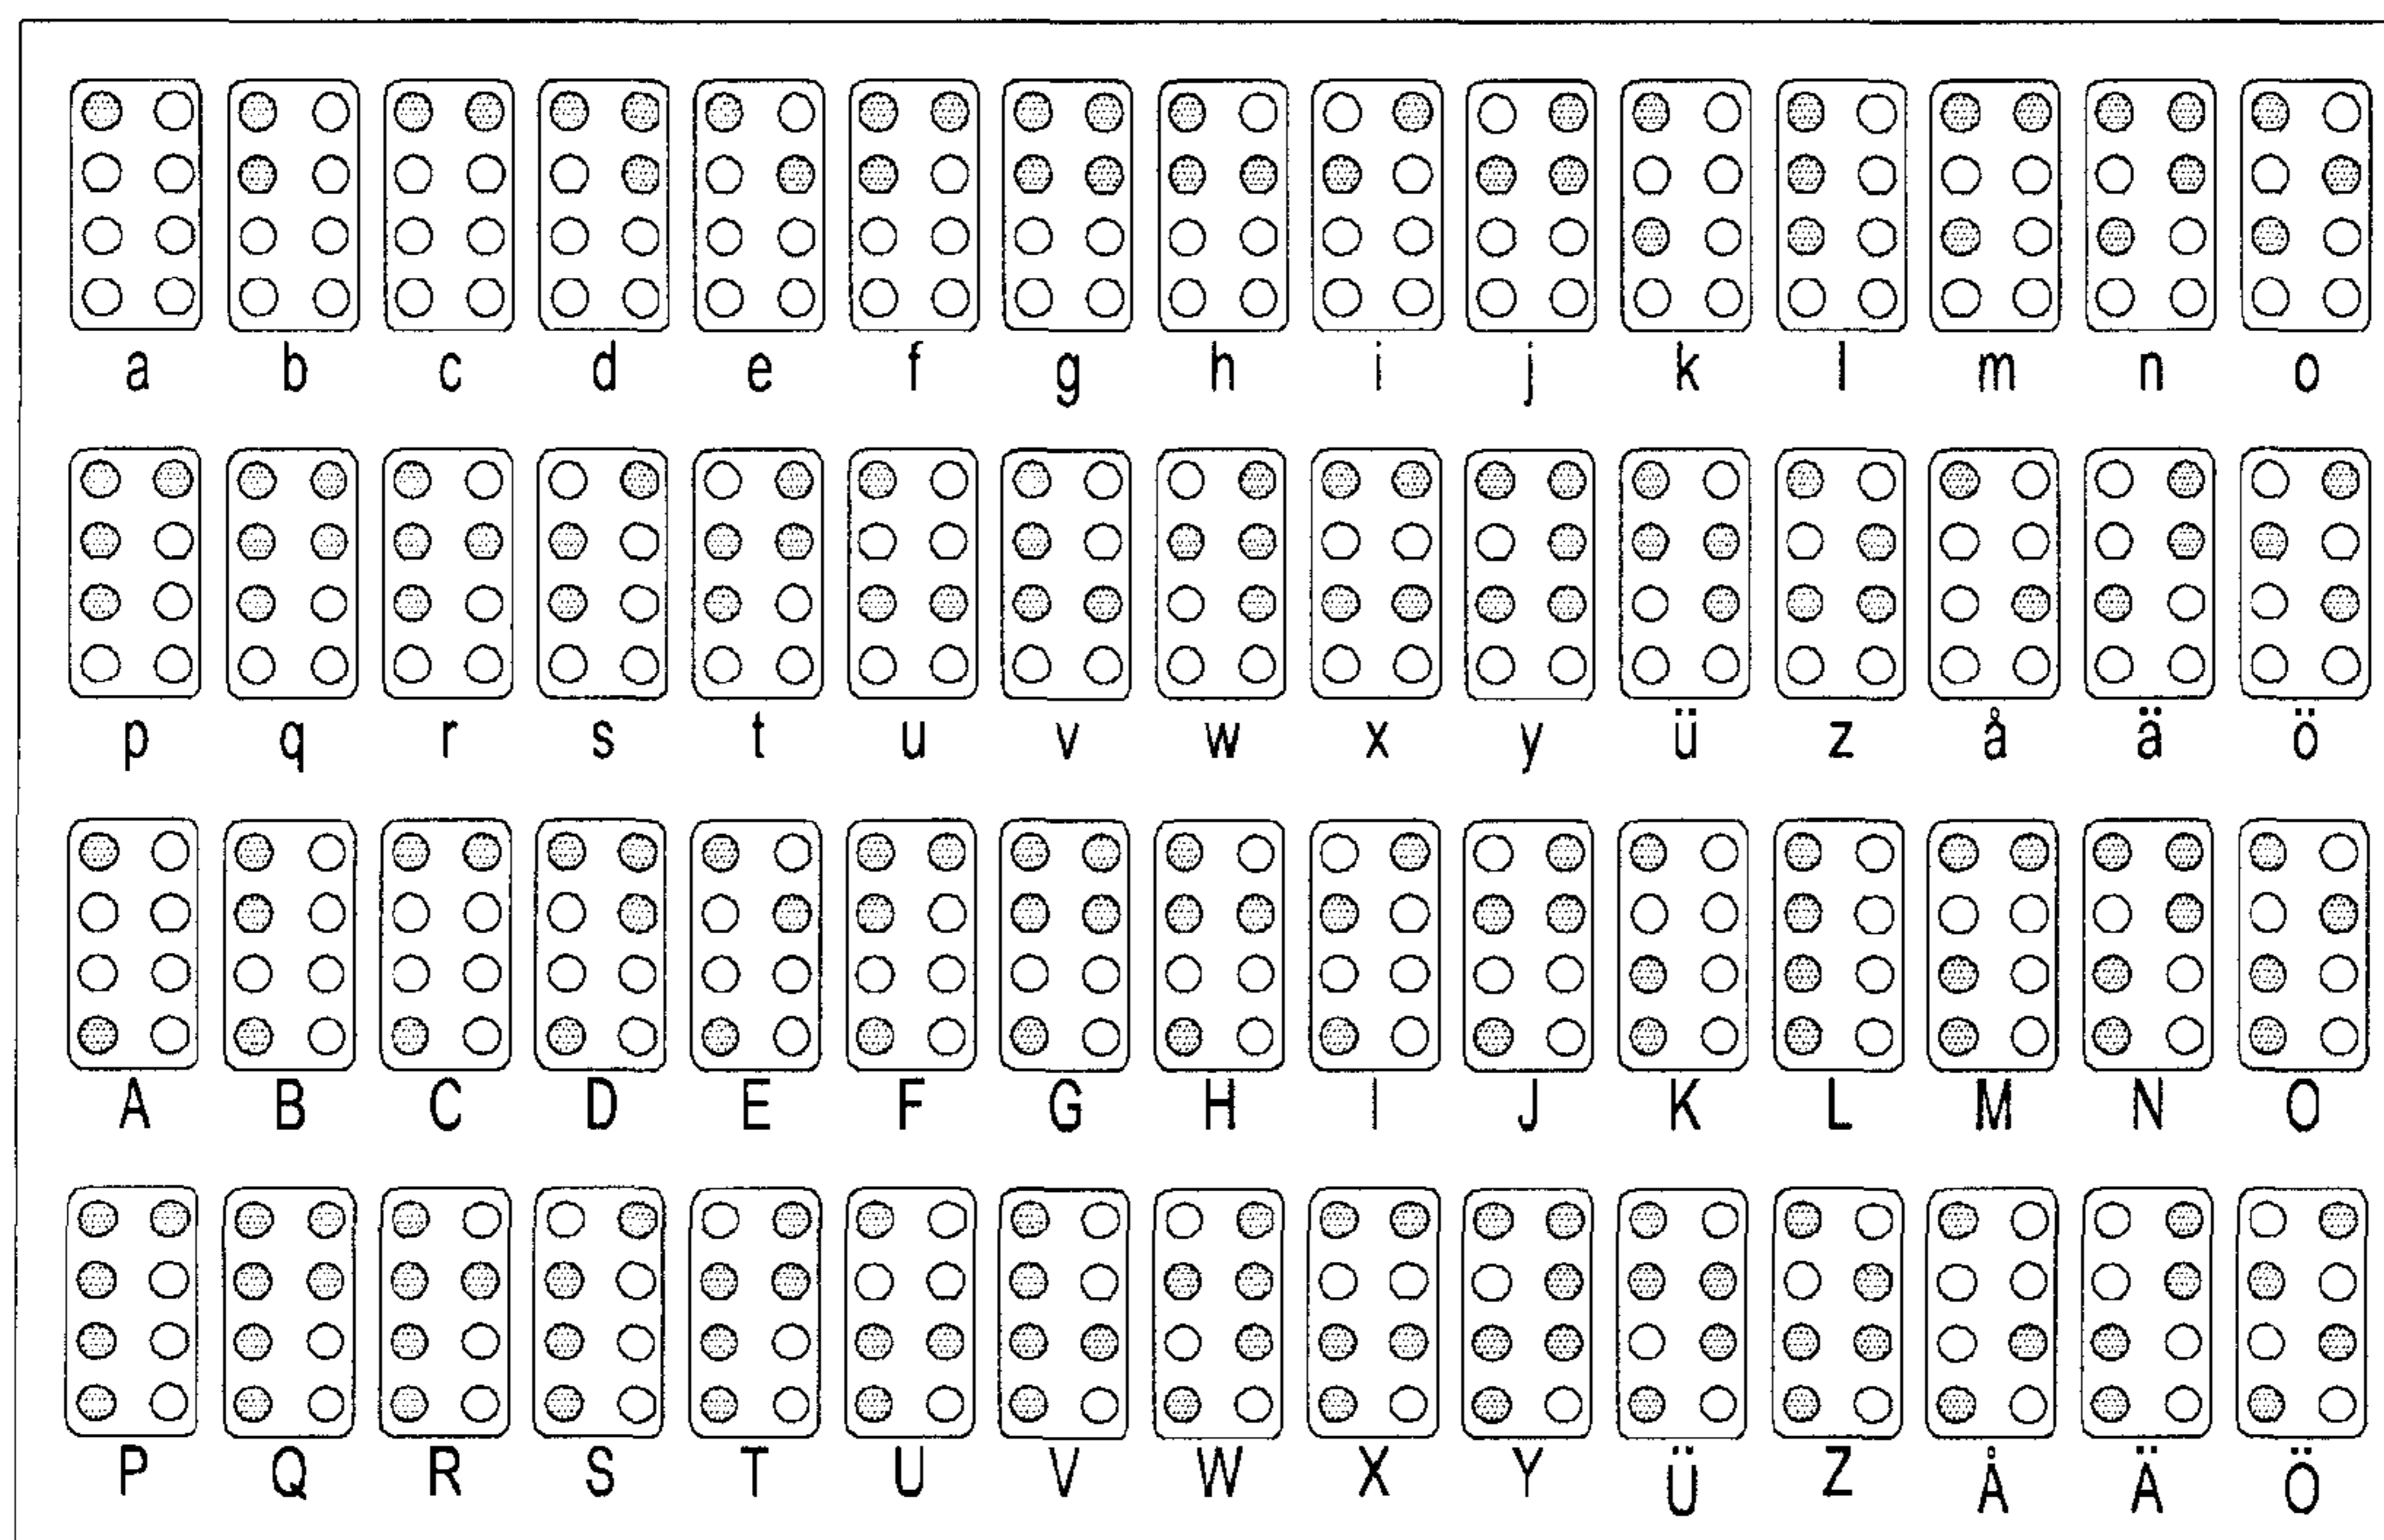 a b c d e f g h i j k l m n o
p q r s t u v w x y ü z å ä ö
A B C D E F G H I J K L M N O
P Q R S T U V W X Y Ü Z Å Ä Ö